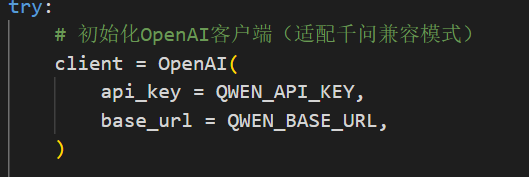 try:
    # 初始化OpenAI客户端（适配千问兼容模式）
    client = OpenAI(
        api_key = QWEN_API_KEY,
        base_url = QWEN_BASE_URL,
    )